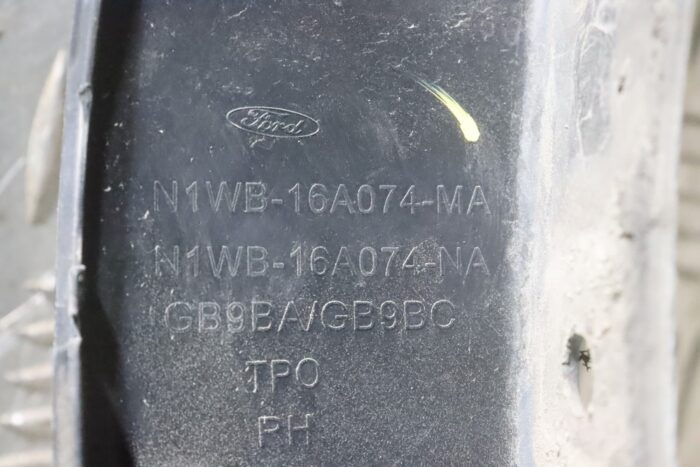 Ford
N1WB-16A074-MA
N1WB-16A074-NA
GB9BA/GB9BC
TPO
PH